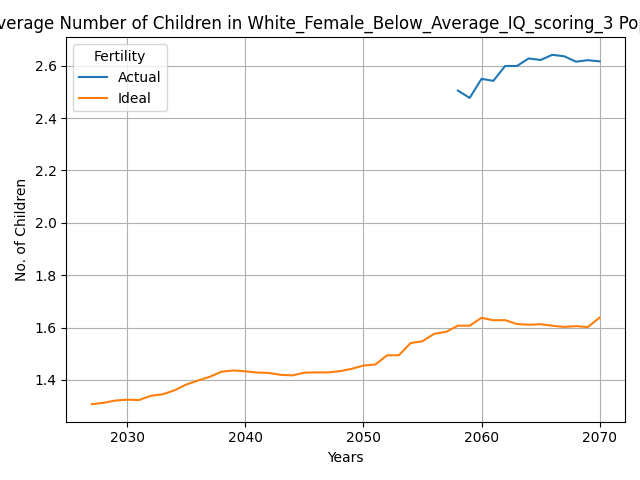 verage Number of Children in White_Female_Below_Average_IQ_scoring_3 Pop
Fertility
Actual
Ideal
No. of Children
2.6
2.4
2.2
2.0
1.8
1.6
1.4
2030 2040 2050 2060 2070
Years